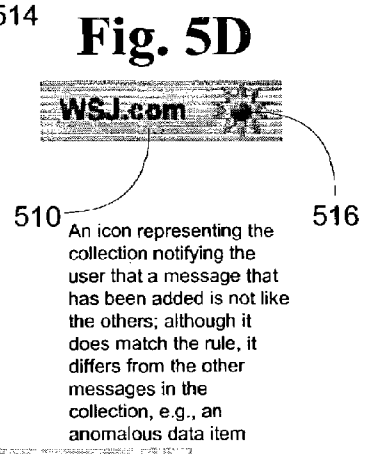 514
Fig. 5D
WSJ.com
510
516
An icon representing the
collection notifying the
user that a message that
has been added is not like
the others; although it
does match the rule, it
differs from the other
messages in the
collection, e.g., an
anomalous data item